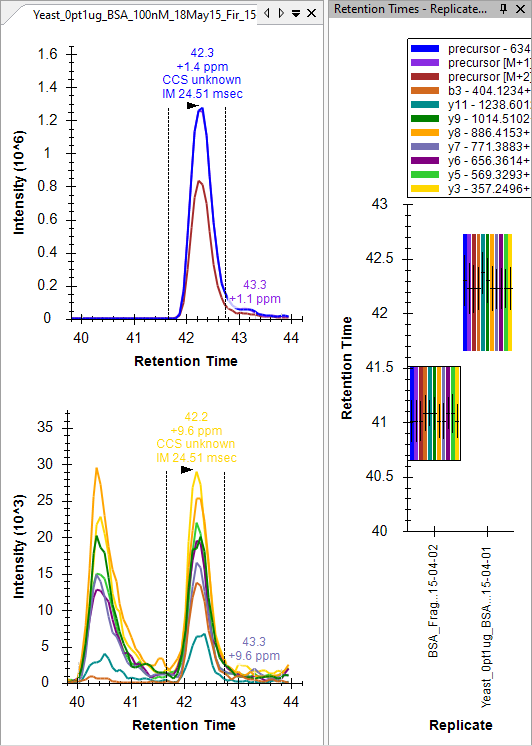 Yeast_0pt1ug_BSA_100nM_18May15_Fir_15
1.6
1.4
1.2
1
0.8
0.6
0.4
0.2
0
Intensity (10^6)
42.3
+1.4 ppm
CCS unknown
IM 24.51 msec
43.3
+1.1 ppm
40 41 42 43 44
Retention Time
35
30
25
20
15
10
5
0
Intensity (10^3)
42.2
+9.6 ppm
CCS unknown
IM 24.51 msec
43.3
+9.6 ppm
40 41 42 43 44
Retention Time
Retention Times - Replicate...
precursor - 634
precursor [M+1]
precursor [M+2]
b3 - 404.1234+
y11 - 1238.601
y9 - 1014.5102
y8 - 886.4153+
y7 - 771.3883+
y6 - 656.3614+
y5 - 569.3293+
y3 - 357.2496+
43
42.5
42
41.5
41
40.5
40
Retention Time
BSA_Frag...15-04-02
Yeast_0pt1ug_BSA...15-04-01
Replicate